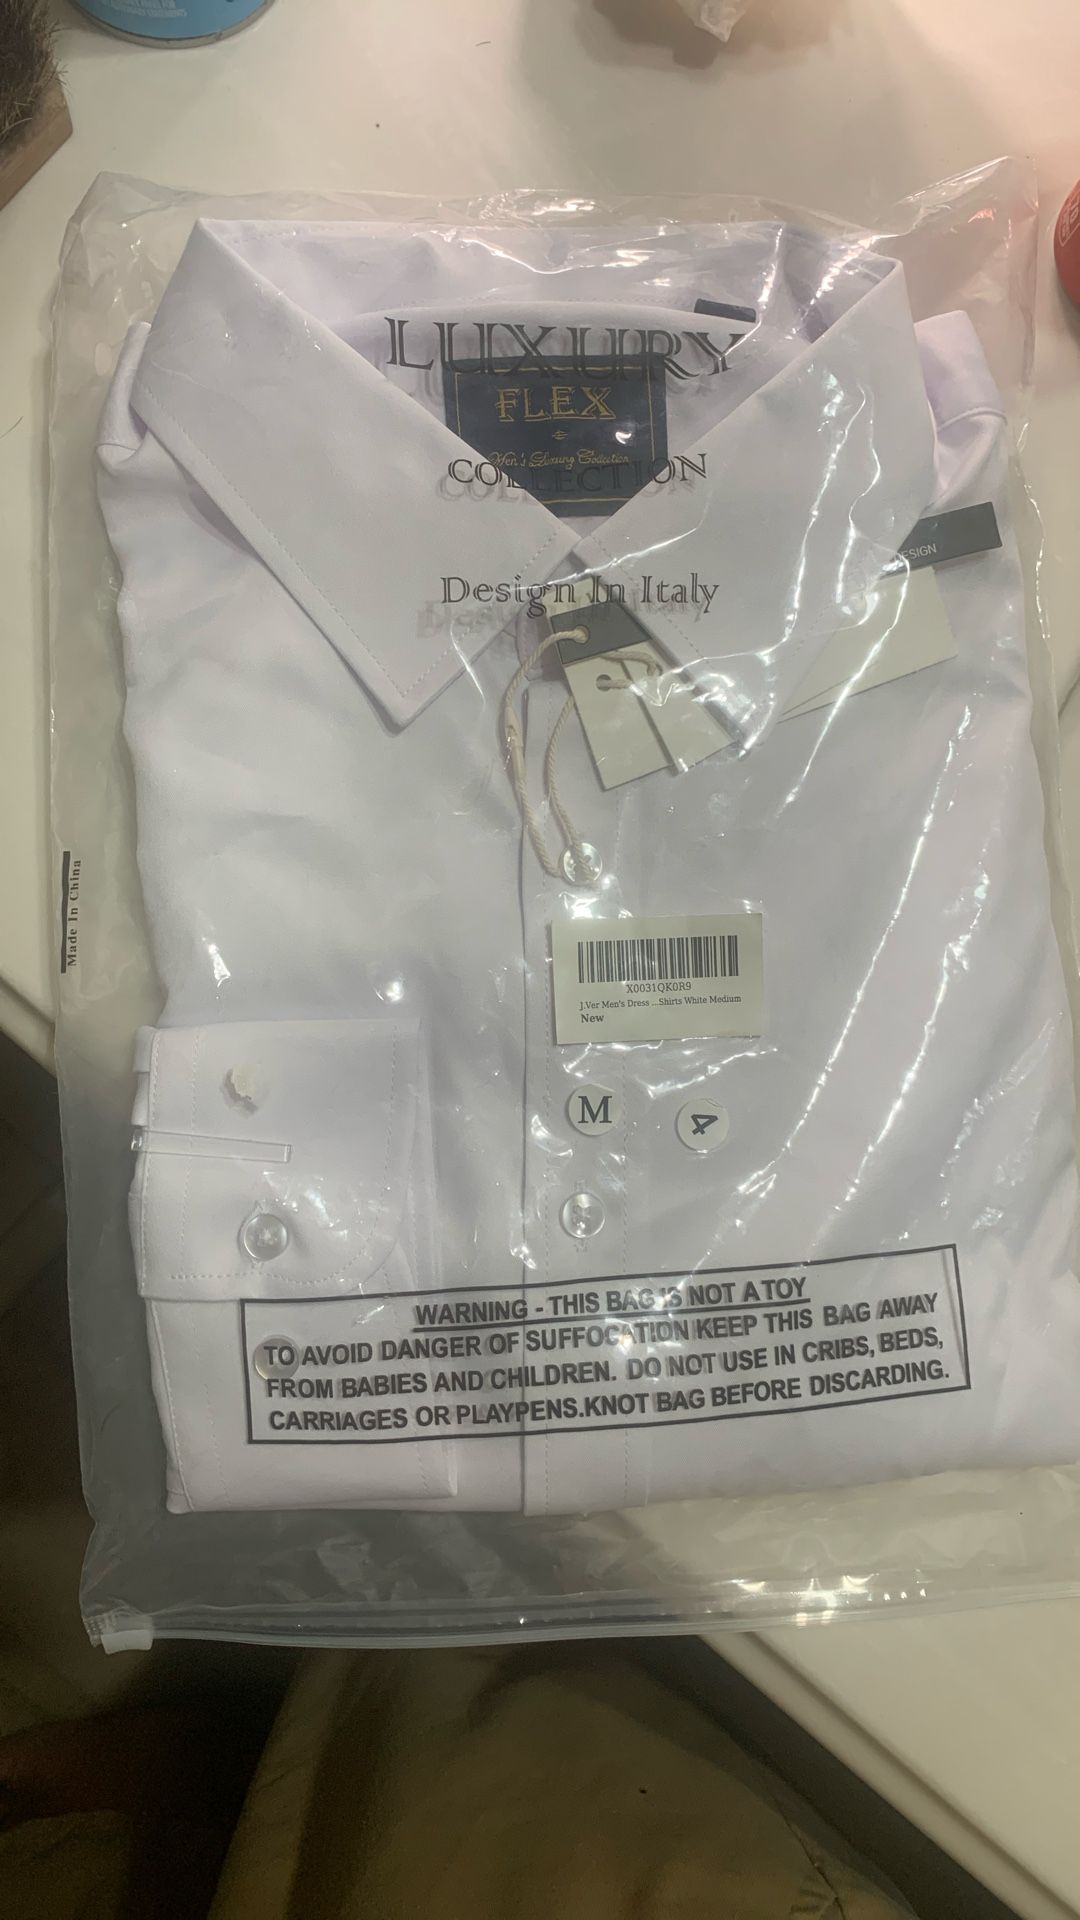 LUXURY
FLEX
Men's Luxury Collection
COLLECTION
DESIGN
Design In Italy
Made In China
X0031QK0R9
J.Ver Men's Dress ...Shirts White Medium
New
M
4
WARNING - THIS BAG IS NOT A TOY
TO AVOID DANGER OF SUFFOCATION KEEP THIS BAG AWAY
FROM BABIES AND CHILDREN. DO NOT USE IN CRIBS, BEDS,
CARRIAGES OR PLAYPENS.KNOT BAG BEFORE DISCARDING.